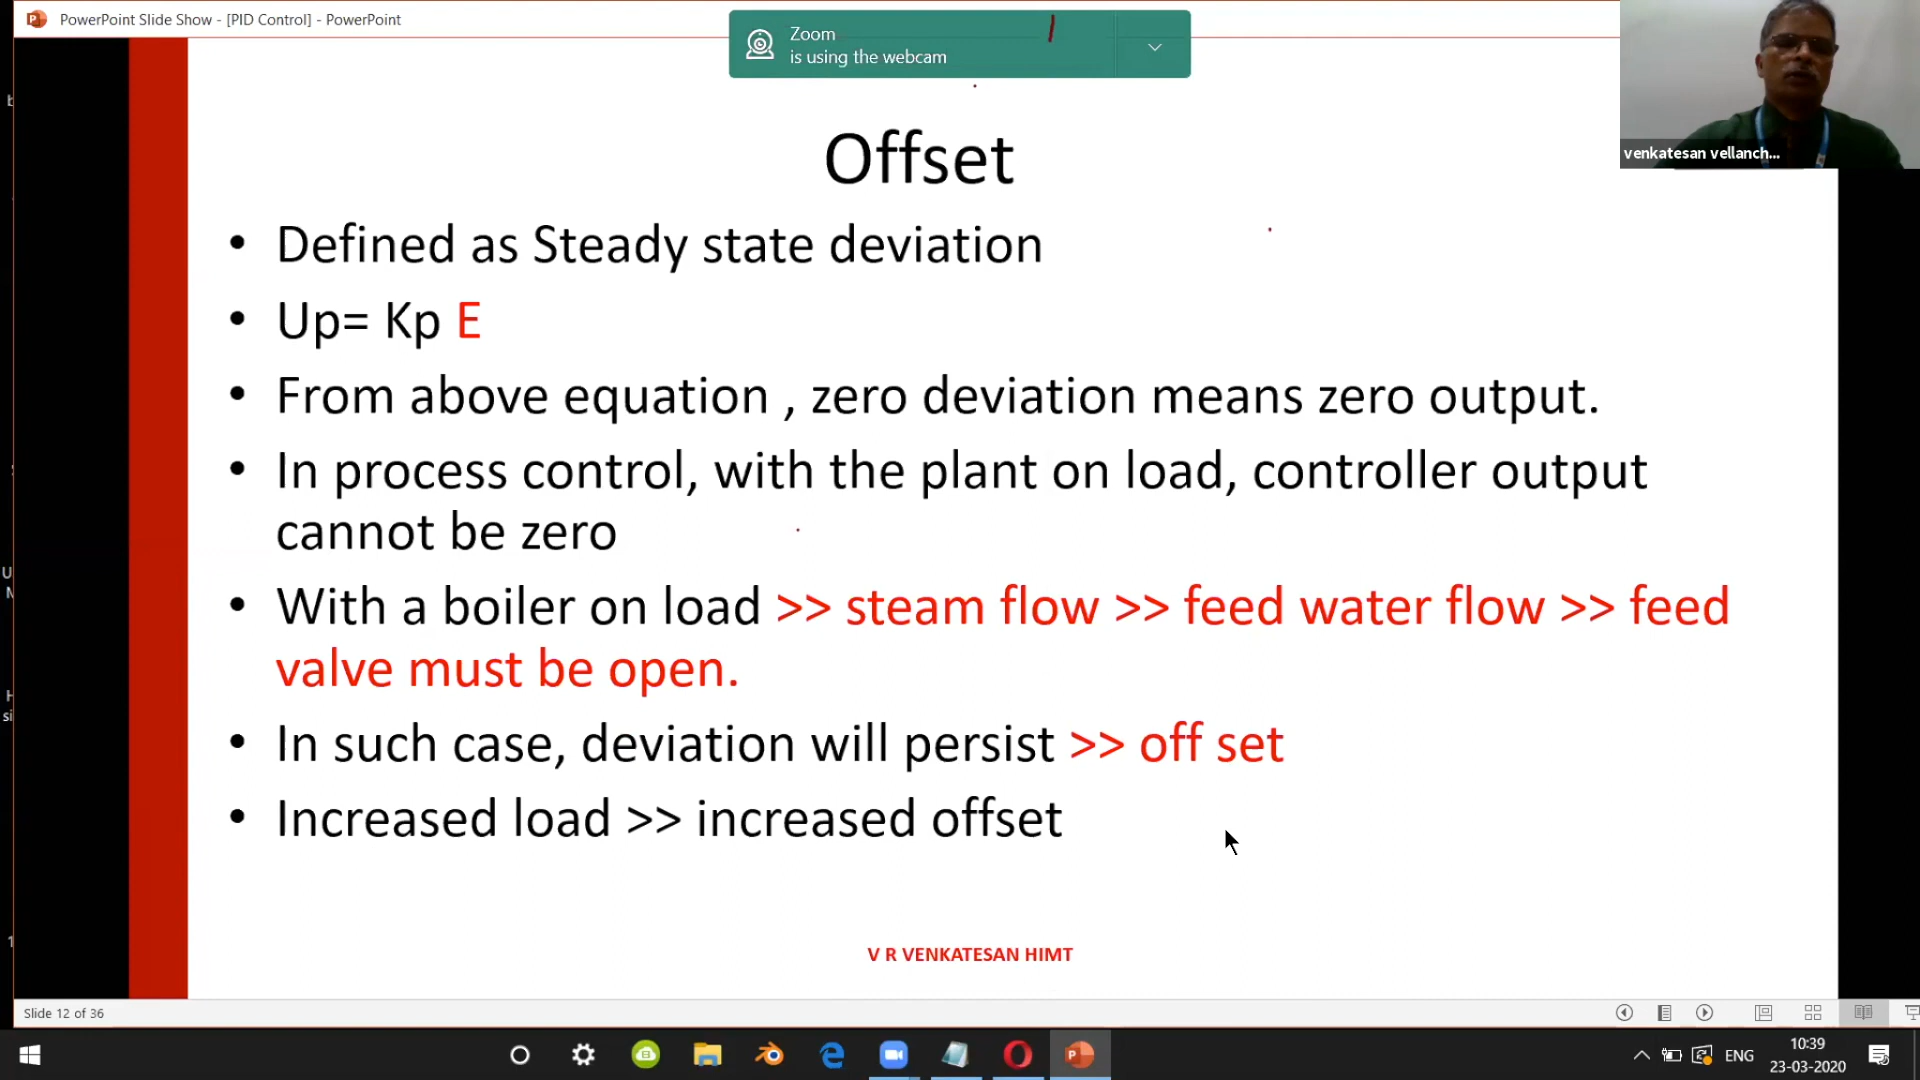 PowerPoint Slide Show - [PID Control] - PowerPoint
Zoom
is using the webcam
venkatesan vellanch...
Offset
• Defined as Steady state deviation
• Up= Kp E
• From above equation , zero deviation means zero output.
• In process control, with the plant on load, controller output
cannot be zero
• With a boiler on load >> steam flow >> feed water flow >> feed
valve must be open.
• In such case, deviation will persist >> off set
• Increased load >> increased offset
V R VENKATESAN HIMT
Slide 12 of 36
ENG
10:39
23-03-2020